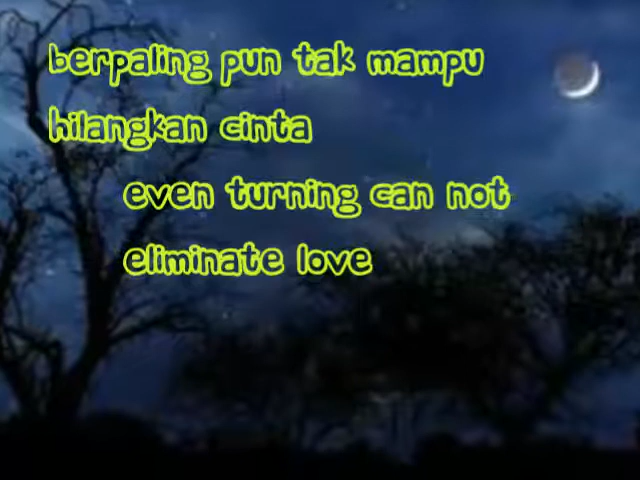 berpaling pun tak mampu
hilangkan cinta
even turning can not
eliminate love